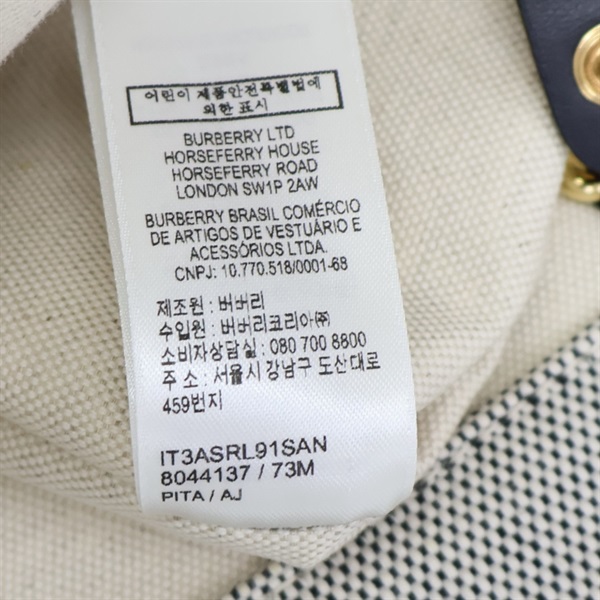 어린이 제품안전특별법에
의한 표시
BURBERRY LTD
HORSEFERRY HOUSE
HORSEFERRY ROAD
LONDON SW1P 2AW
BURBERRY BRASIL COMÉRCIO
DE ARTIGOS DE VESTUÁRIO E
ACESSÓRIOS LTDA.
CNPJ: 10.770.518/0001-68
제조원 : 버버리
수입원 : 버버리코리아㈜
소비자상담실 : 080 700 8800
주 소 : 서울시 강남구 도산대로
459번지
IT3ASRL91SAN
8044137 / 73M
PITA / AJ